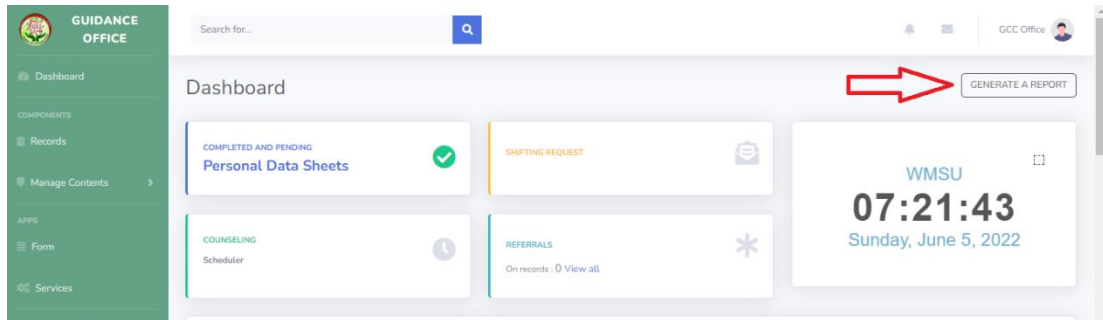 GUIDANCE
OFFICE
Search for...
GCC Office
Dashboard
COMPONENTS
Records
Manage Contents
APPS
Form
Services
Dashboard
GENERATE A REPORT
COMPLETED AND PENDING
Personal Data Sheets
SHIFTING REQUEST
COUNSELING
Scheduler
REFERRALS
On records : 0 View all
WMSU
07:21:43
Sunday, June 5, 2022